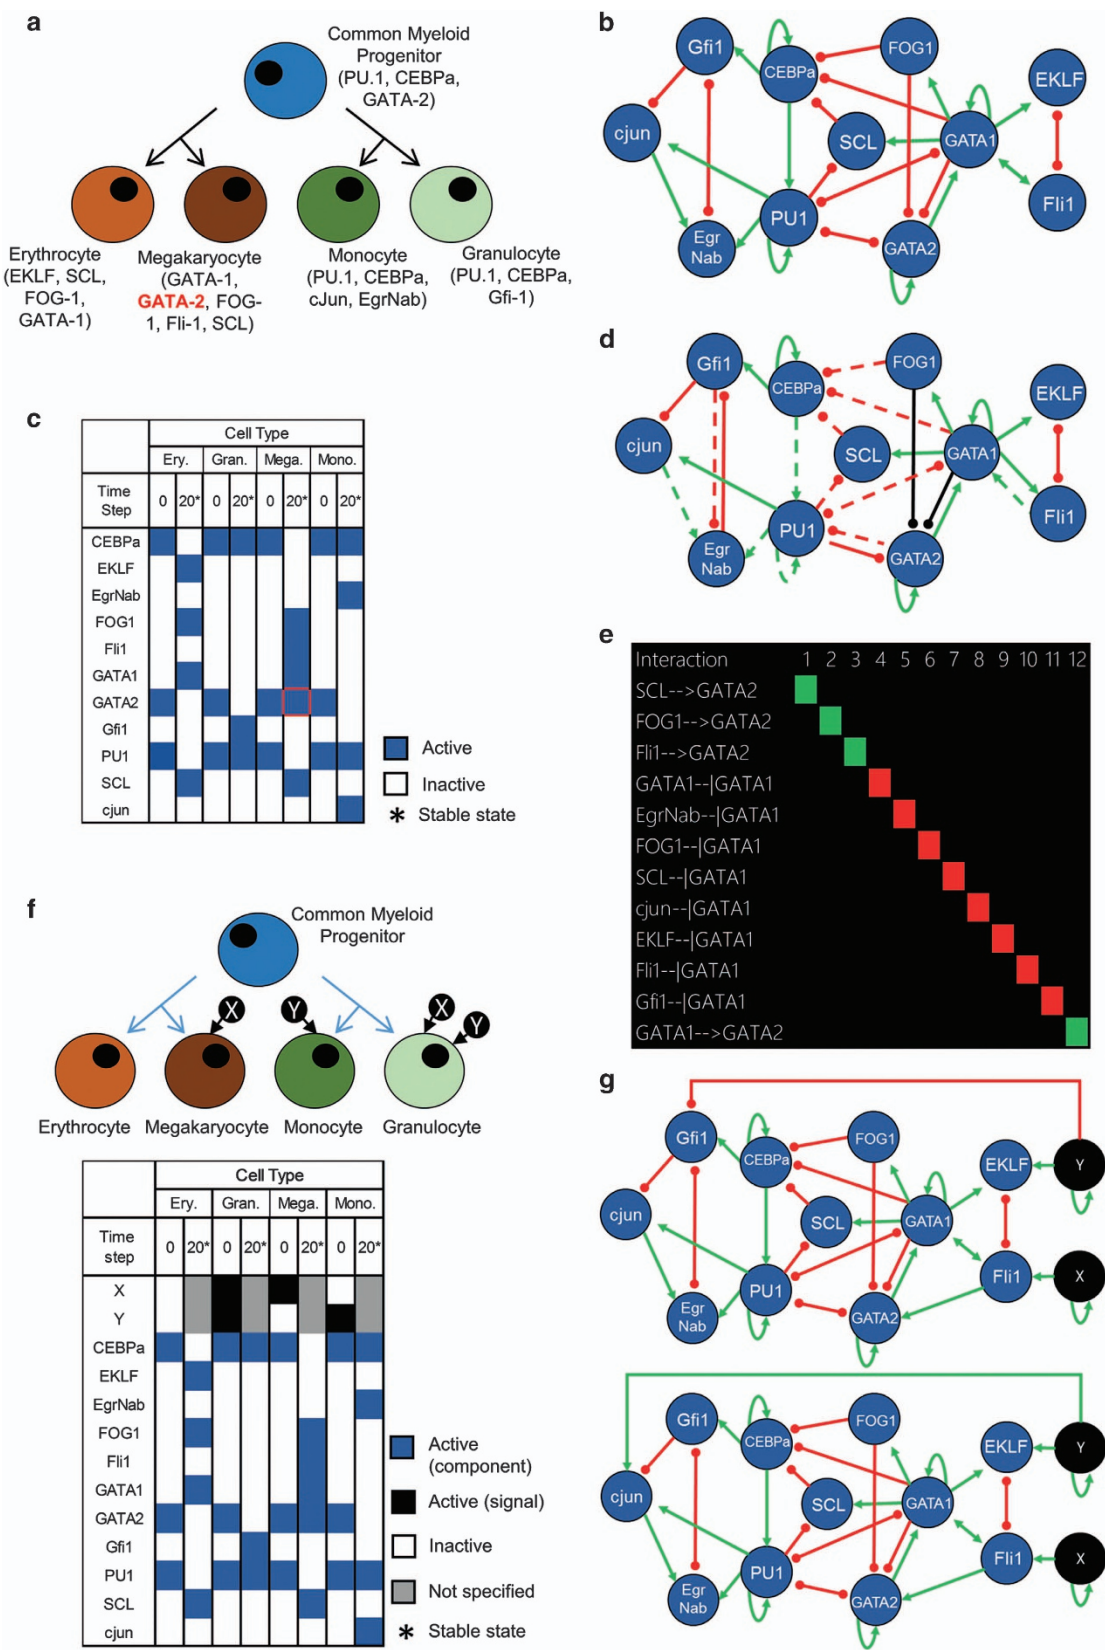 a
Common Myeloid
Progenitor
(PU.1, CEBPa,
GATA-2)
Erythrocyte
(EKLF, SCL,
FOG-1,
GATA-1)
Megakaryocyte
(GATA-1,
GATA-2, FOG-
1, Fli-1, SCL)
Monocyte
(PU.1, CEBPa,
cJun, EgrNab)
Granulocyte
(PU.1, CEBPa,
Gfi-1)
b
Gfi1
CEBPa
FOG1
EKLF
cjun
SCL
GATA1
Egr
Nab
PU1
GATA2
Fli1
c
Cell Type
Ery. Gran. Mega. Mono.
Time
Step
0 20* 0 20* 0 20* 0 20*
CEBPa
EKLF
EgrNab
FOG1
Fli1
GATA1
GATA2
Gfi1
PU1
SCL
cjun
Active
Inactive
* Stable state
d
Gfi1
CEBPa
FOG1
EKLF
cjun
SCL
GATA1
Egr
Nab
PU1
GATA2
Fli1
e
Interaction 1 2 3 4 5 6 7 8 9 10 11 12
SCL-->GATA2
FOG1-->GATA2
Fli1-->GATA2
GATA1--|GATA1
EgrNab--|GATA1
FOG1--|GATA1
SCL--|GATA1
cjun--|GATA1
EKLF--|GATA1
Fli1--|GATA1
Gfi1--|GATA1
GATA1-->GATA2
f
Common Myeloid
Progenitor
X
Y
X
Y
Erythrocyte Megakaryocyte Monocyte Granulocyte
Cell Type
Ery. Gran. Mega. Mono.
Time
step
0 20* 0 20* 0 20* 0 20*
X
Y
CEBPa
EKLF
EgrNab
FOG1
Fli1
GATA1
GATA2
Gfi1
PU1
SCL
cjun
Active
(component)
Active (signal)
Inactive
Not specified
* Stable state
g
Gfi1
CEBPa
FOG1
EKLF
Y
cjun
SCL
GATA1
Egr
Nab
PU1
GATA2
Fli1
X
Gfi1
CEBPa
FOG1
EKLF
Y
cjun
SCL
GATA1
Egr
Nab
PU1
GATA2
Fli1
X